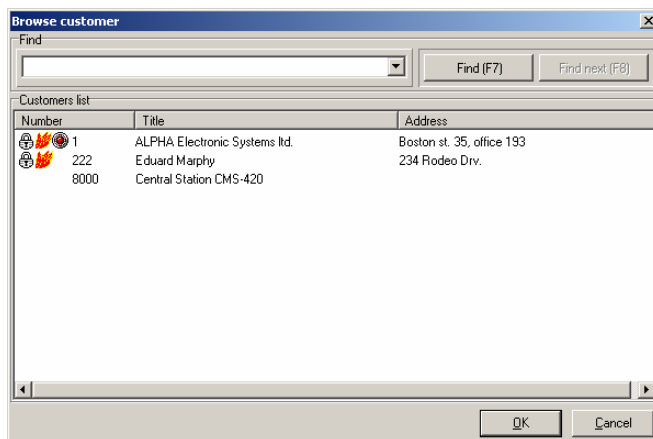 Browse customer
Find
Find (F7) Find next (F8)
Customers list
Number Title Address
1 ALPHA Electronic Systems ltd. Boston st. 35, office 193
222 Eduard Marphy 234 Rodeo Drv.
8000 Central Station CMS-420
OK Cancel